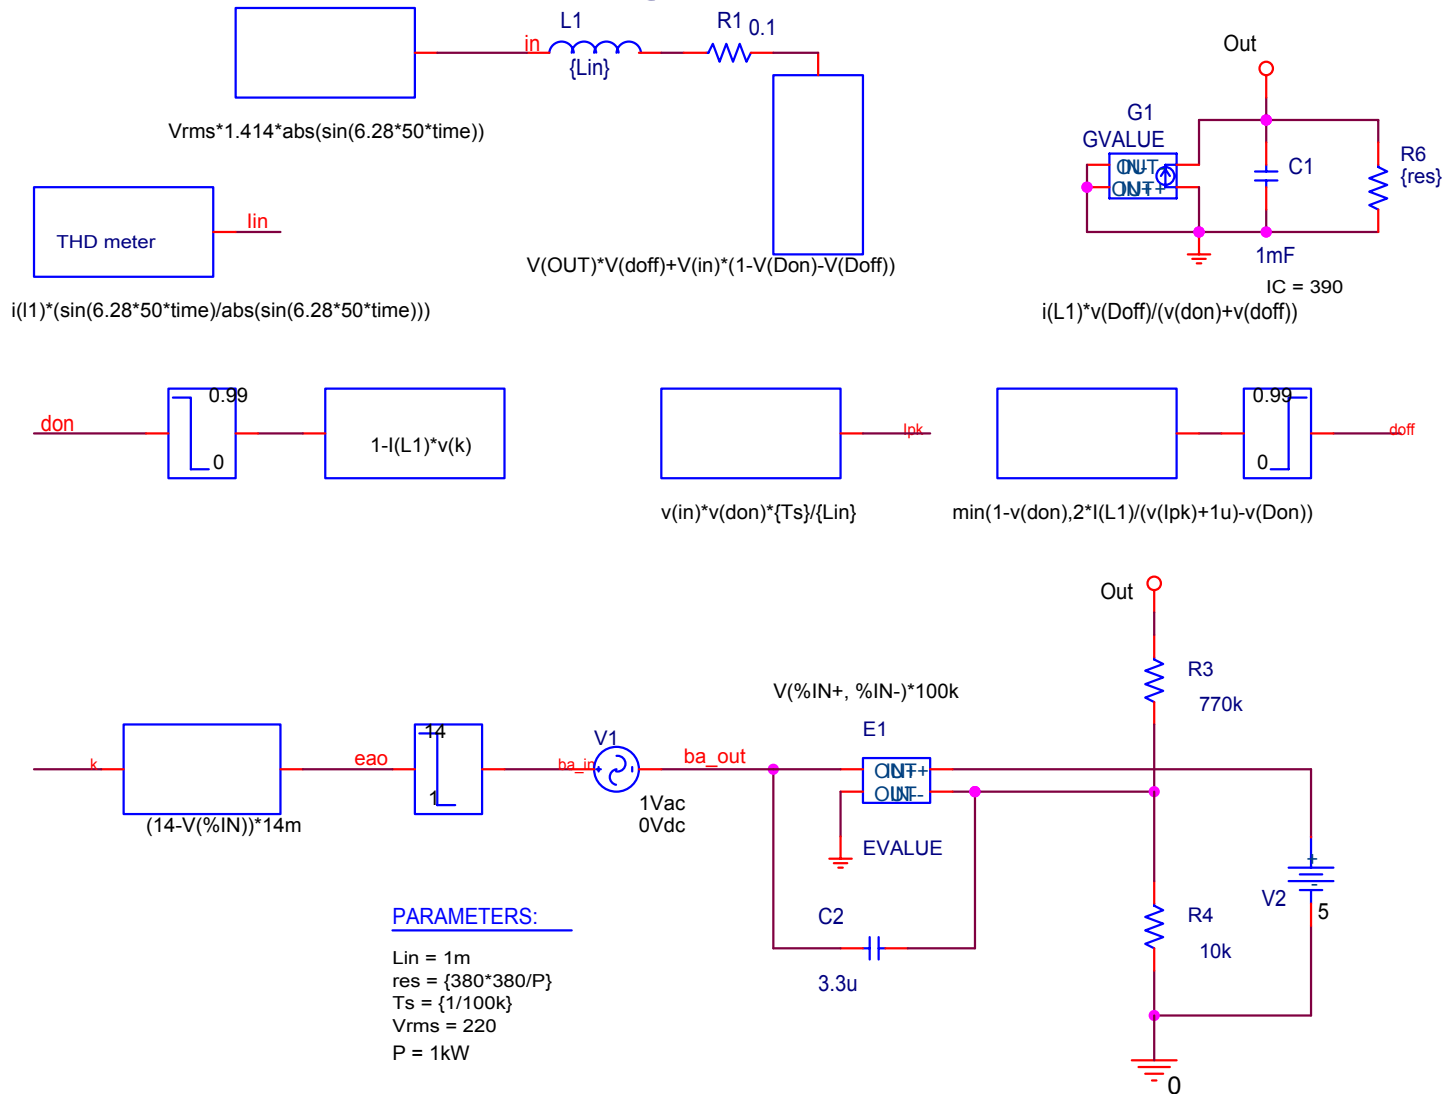 L1
R1
0.1
in
{Lin}
Vrms*1.414*abs(sin(6.28*50*time))
THD meter
Iin
V(OUT)*V(doff)+V(in)*(1-V(Don)-V(Doff))
i(l1)*(sin(6.28*50*time)/abs(sin(6.28*50*time)))
Out
G1
GVALUE
OUT+
C1
R6
{res}
1mF
IC = 390
i(L1)*v(Doff)/(v(don)+v(doff))
don
0.99
0
1-I(L1)*v(k)
Ipk
v(in)*v(don)*{Ts}/{Lin}
0.99
0
doff
min(1-v(don),2*I(L1)/(v(Ipk)+1u)-v(Don))
Out
R3
770k
V(%IN+, %IN-)*100k
E1
k
eao
14
1
ba_in
V1
ba_out
1Vac
0Vdc
(14-V(%IN))*14m
EVALUE
V2
+
-
5
C2
3.3u
R4
10k
0
PARAMETERS:
Lin = 1m
res = {380*380/P}
Ts = {1/100k}
Vrms = 220
P = 1kW